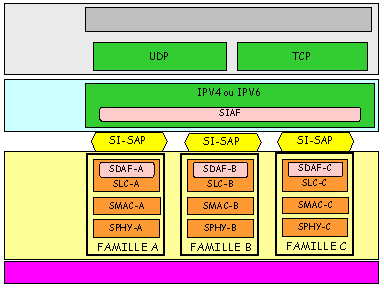 UDP TCP
IPV4 ou IPV6
SIAF
SI-SAP SI-SAP SI-SAP
SDAF-A SDAF-B SDAF-C
SLC-A SLC-B SLC-C
SMAC-A SMAC-B SMAC-C
SPHY-A SPHY-B SPHY-C
FAMILLE A FAMILLE B FAMILLE C